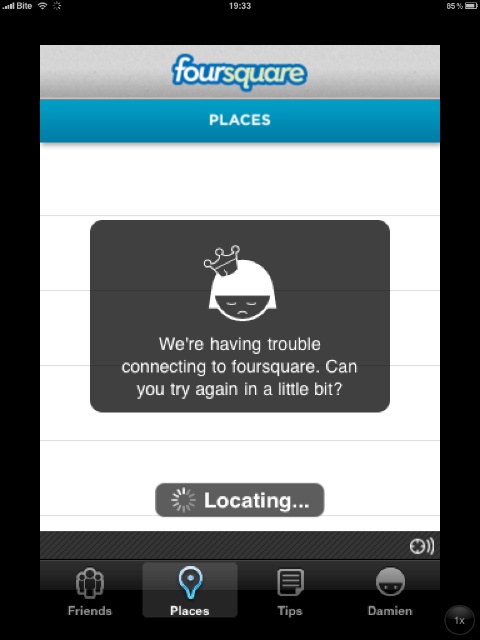 Bite 19:33 85%
foursquare
PLACES
We're having trouble
connecting to foursquare. Can
you try again in a little bit?
Locating...
Friends Places Tips Damien
1x